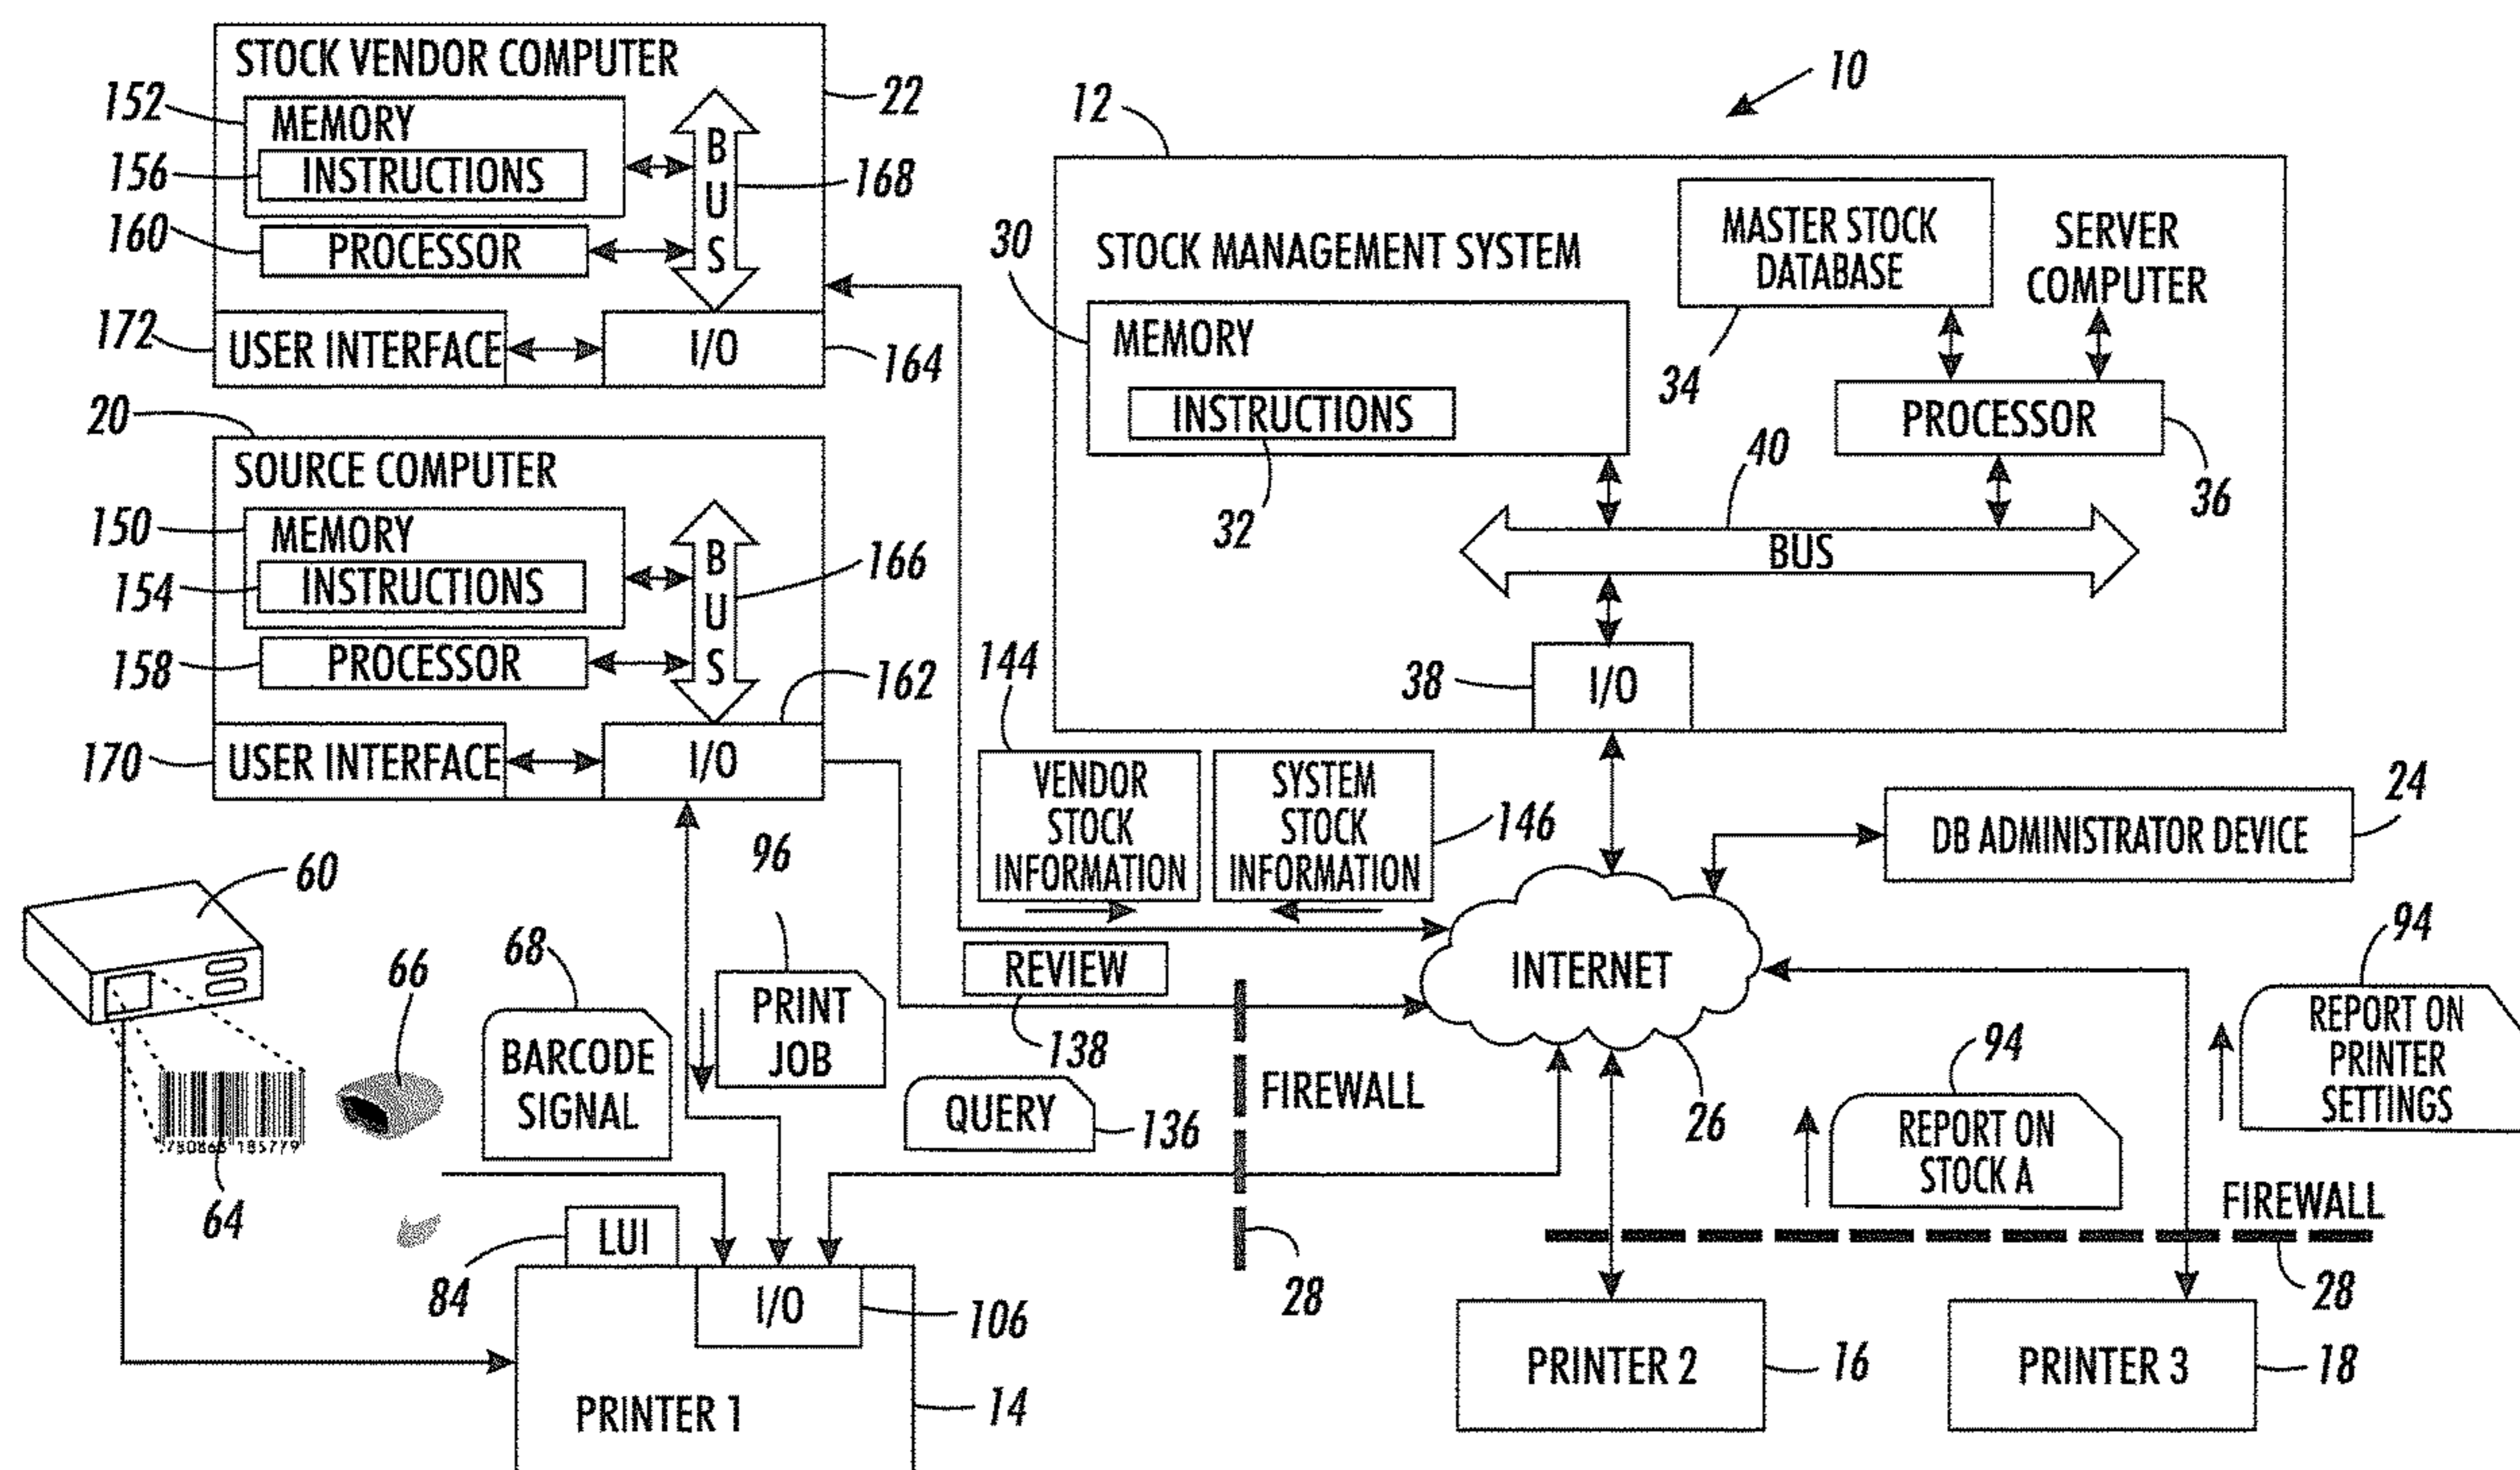 STOCK VENDOR COMPUTER
152
MEMORY
156
INSTRUCTIONS
160
PROCESSOR
BUS
22
168
172
USER INTERFACE
I/O
164
20
SOURCE COMPUTER
150
MEMORY
154
INSTRUCTIONS
158
PROCESSOR
BUS
166
162
170
USER INTERFACE
I/O
10
12
STOCK MANAGEMENT SYSTEM
30
MEMORY
INSTRUCTIONS
32
MASTER STOCK
DATABASE
34
SERVER
COMPUTER
PROCESSOR
36
40
BUS
38
I/O
144
VENDOR
STOCK
INFORMATION
SYSTEM
STOCK
INFORMATION
146
DB ADMINISTRATOR DEVICE
24
INTERNET
26
REVIEW
138
QUERY
136
FIREWALL
28
96
PRINT
JOB
60
64
66
68
BARCODE
SIGNAL
LUI
84
I/O
106
PRINTER 1
14
94
REPORT ON
STOCK A
94
REPORT ON
PRINTER
SETTINGS
FIREWALL
28
PRINTER 2
16
PRINTER 3
18